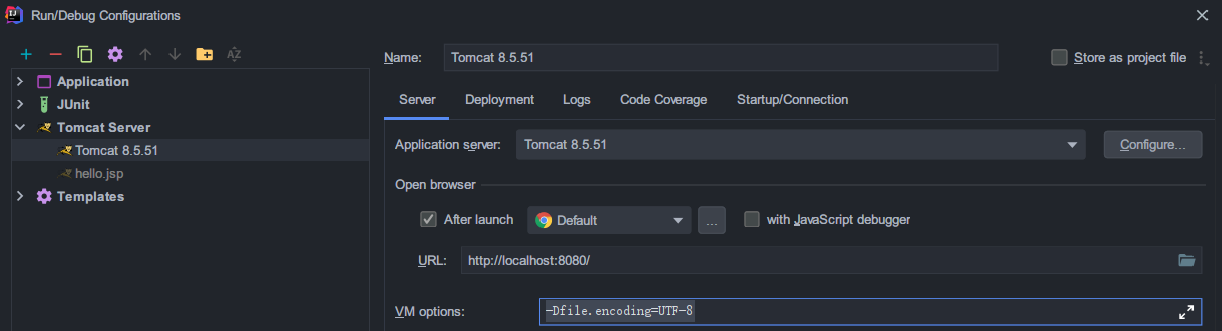 Run/Debug Configurations
Name: Tomcat 8.5.51 Store as project file
Application
JUnit
Tomcat Server
Tomcat 8.5.51
hello.jsp
Templates
Server Deployment Logs Code Coverage Startup/Connection
Application server: Tomcat 8.5.51 Configure...
Open browser
After launch Default ... with JavaScript debugger
URL: http://localhost:8080/
VM options: -Dfile.encoding=UTF-8